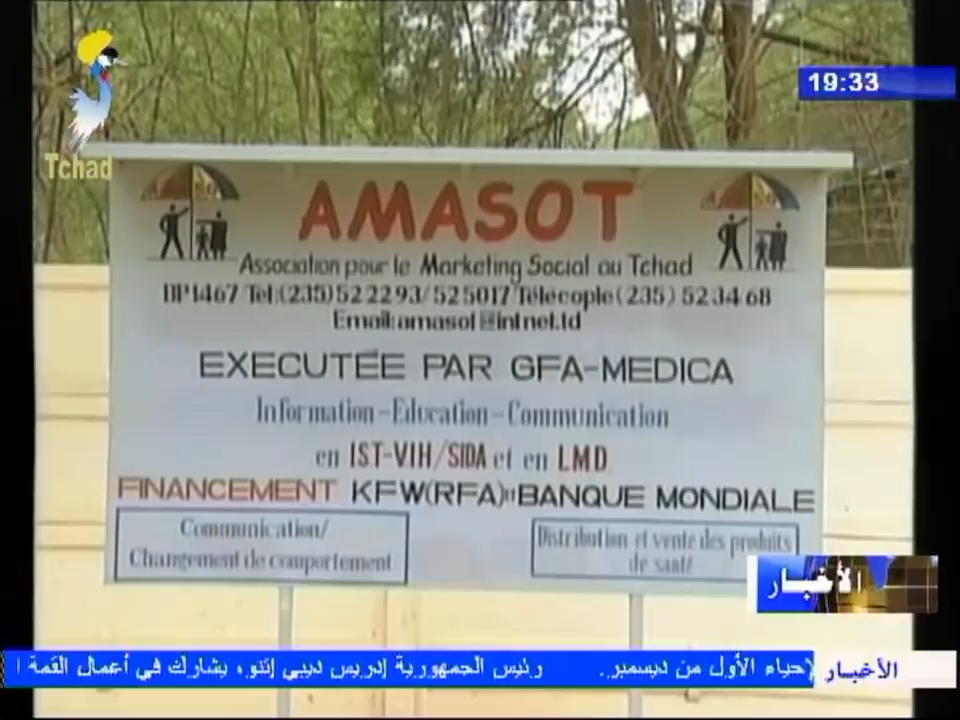 Tchad
19:33
AMASOT
Association pour le Marketing Social au Tchad
BP1467 Tel:(235) 52 22 93/ 52 50 17 Télécopie (235) 52 34 68
Email:amasot@intnet.td
EXECUTÉE PAR GFA-MEDICA
Information-Education-Communication
en IST-VIH/SIDA et en LMD
FINANCEMENT KFW(RFA)"BANQUE MONDIALE
Communication/
Changement de comportement
Distribution et vente des produits
de santé
الأخبار
الأخبار
لإحياء الأول من ديسمبر.. رئيس الجمهورية إدريس ديبي إتنو، يشارك في أعمال القمة ا